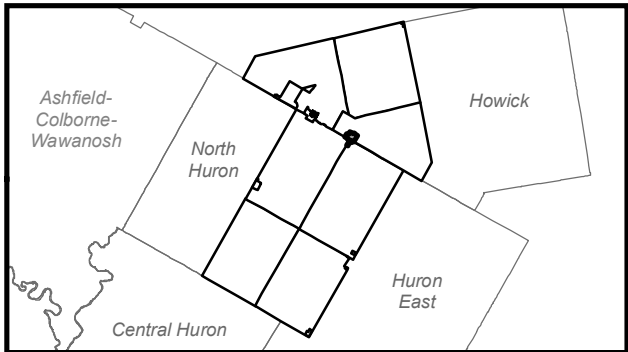 Ashfield-
Colborne-
Wawanosh
North
Huron
Howick
Huron
East
Central Huron